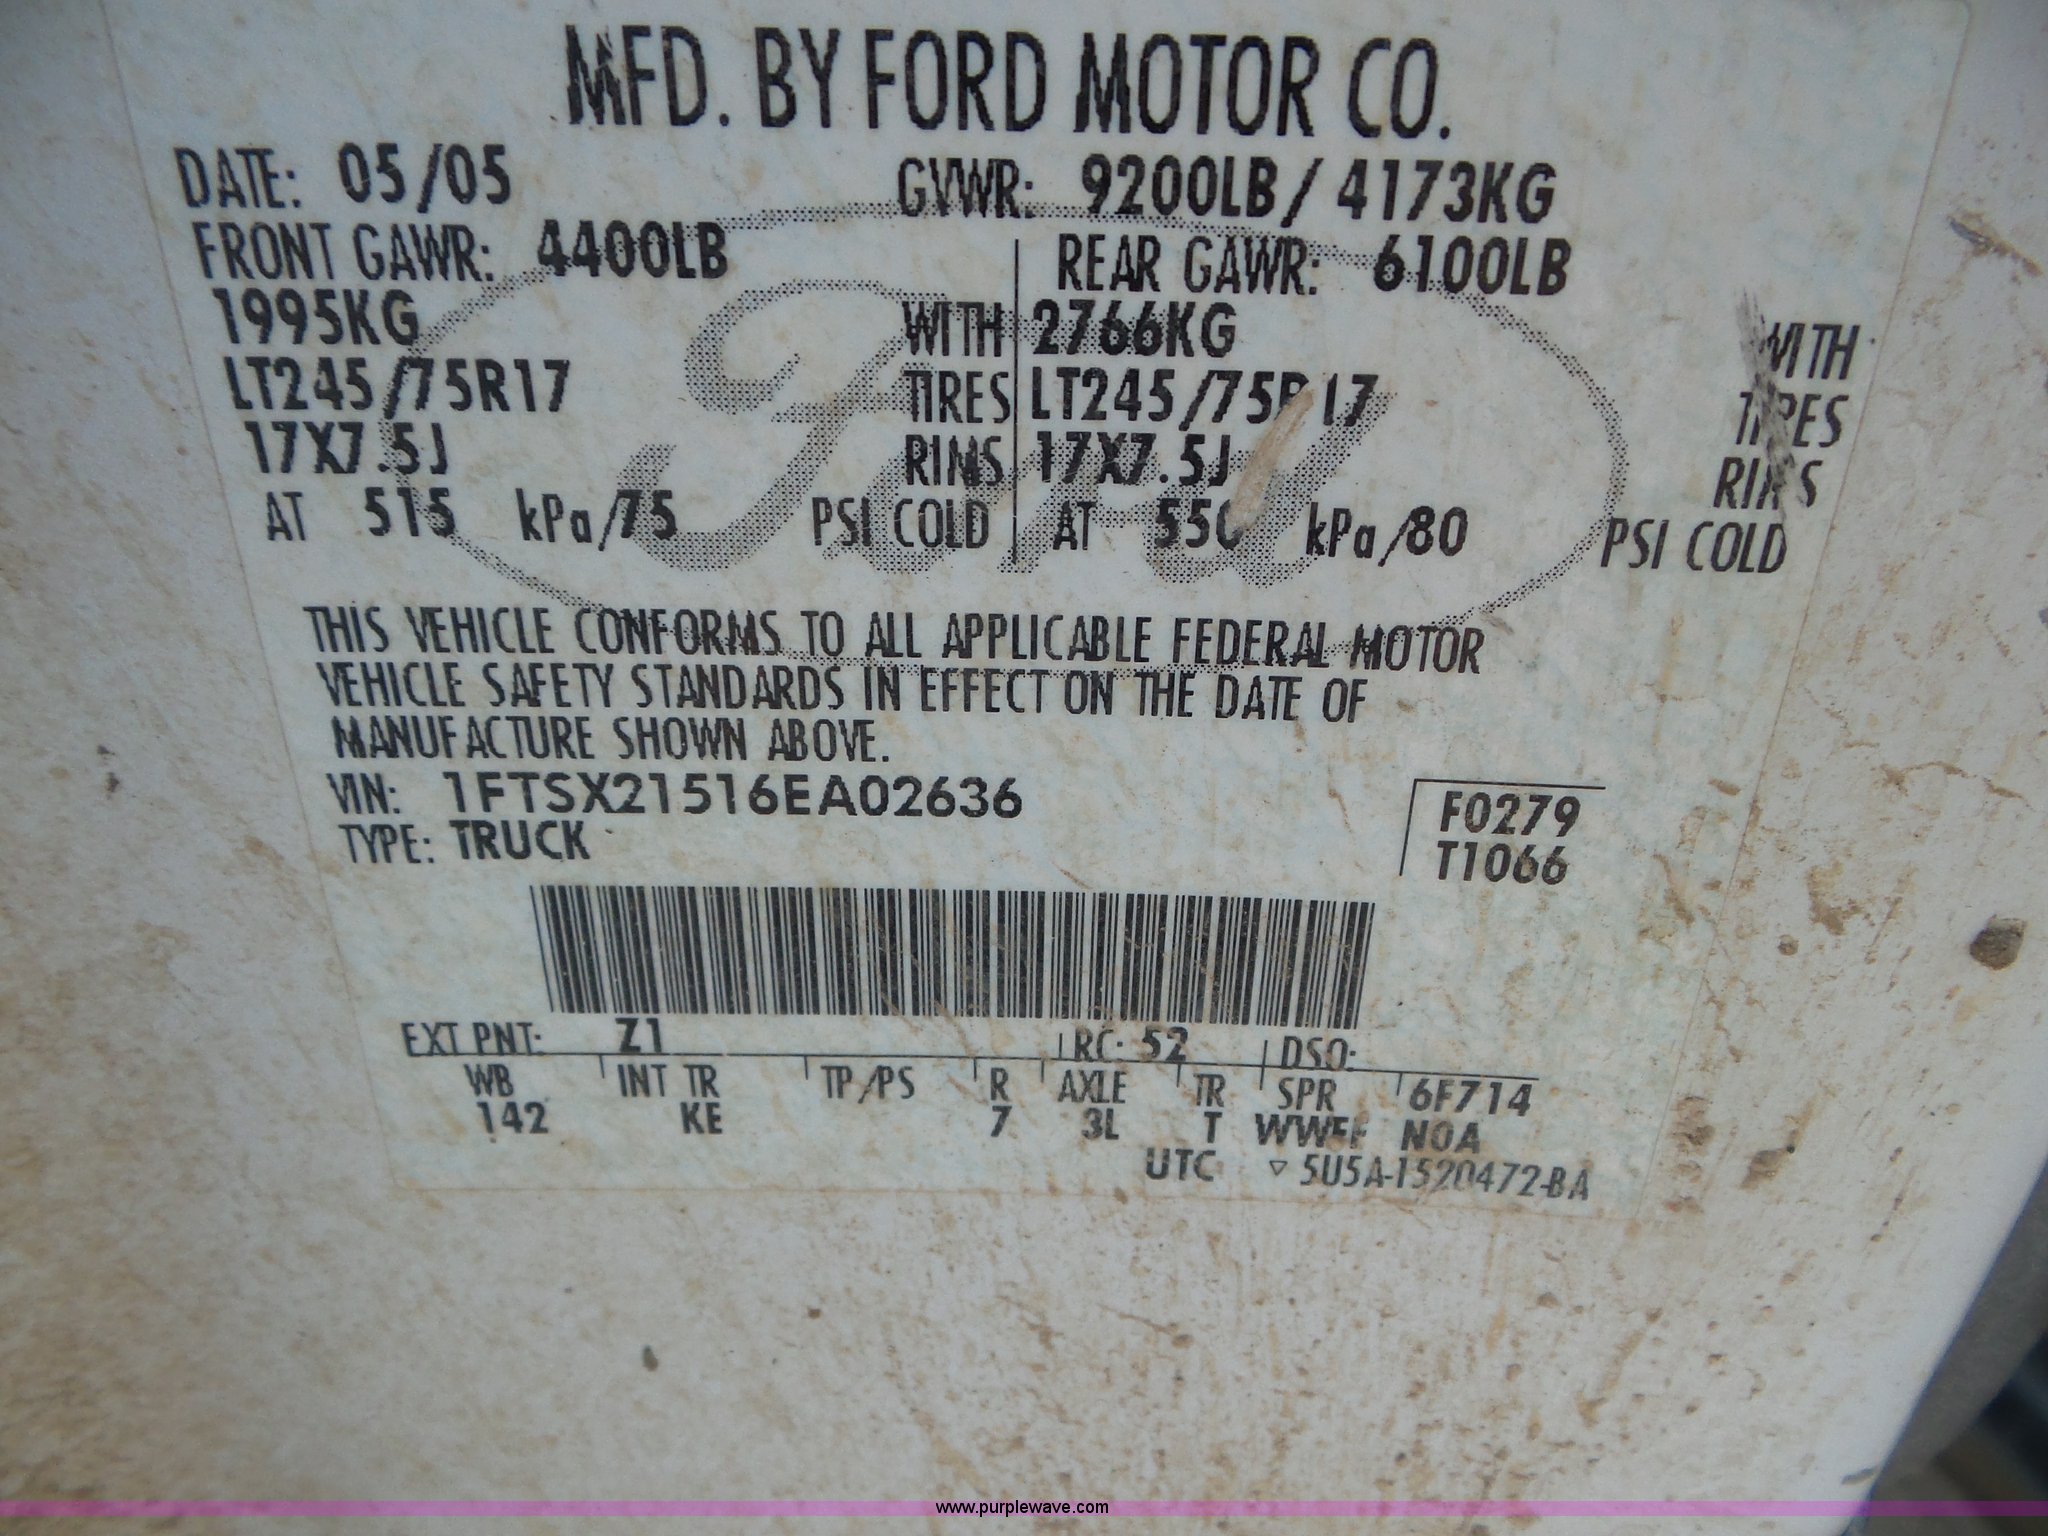 MFD. BY FORD MOTOR CO.
DATE: 05/05 GVWR: 9200LB/ 4173KG
FRONT GAWR: 4400LB REAR GAWR: 6100LB
1995KG WITH 2766KG WITH
LT245/75R17 TIRES LT245/75R17 TIRES
17X7.5J RIMS 17X7.5J RIMS
AT 515 kPa/75 PSI COLD AT 550 kPa/80 PSI COLD
Ford
THIS VEHICLE CONFORMS TO ALL APPLICABLE FEDERAL MOTOR
VEHICLE SAFETY STANDARDS IN EFFECT ON THE DATE OF
MANUFACTURE SHOWN ABOVE.
VIN: 1FTSX21516EA02636 F0279
TYPE: TRUCK T1066
EXT PNT: Z1 RC: 52 DSO:
WB INT TR TP/PS R AXLE TR SPR 6F714
142 KE 7 3L T NOA
UTC ▽ 5U5A-1520472-BA
www.purplewave.com